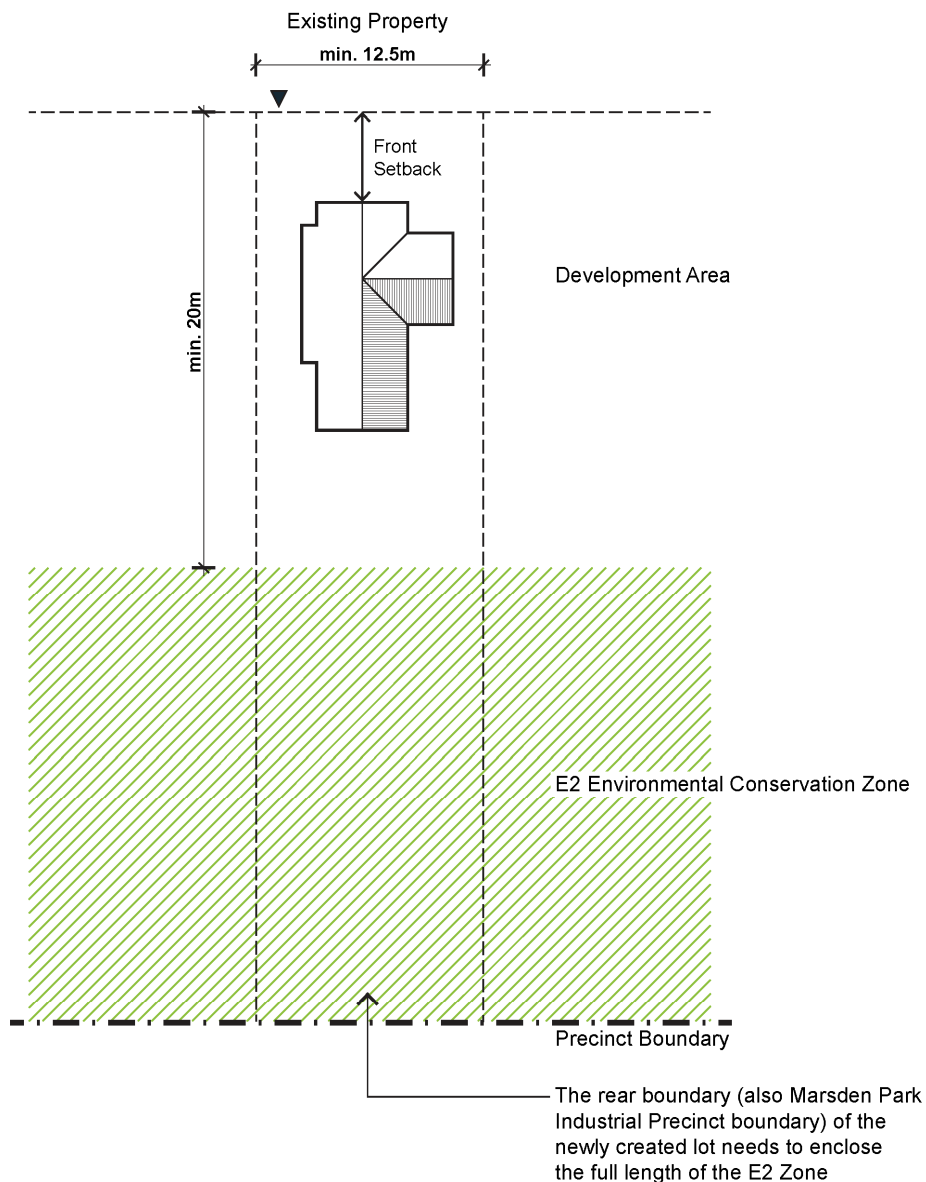 Existing Property
min. 12.5m
Front
Setback
Development Area
min. 20m
E2 Environmental Conservation Zone
Precinct Boundary
The rear boundary (also Marsden Park
Industrial Precinct boundary) of the
newly created lot needs to enclose
the full length of the E2 Zone